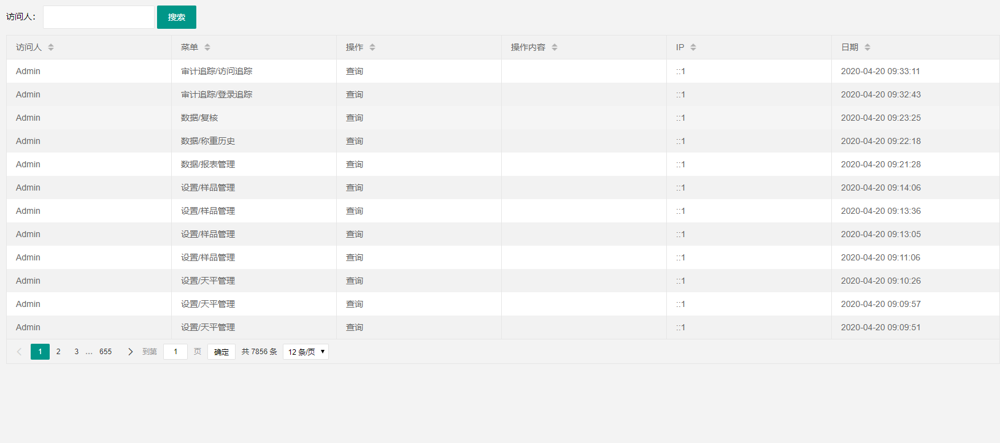 访问人： 搜索
访问人 菜单 操作 操作内容 IP 日期
Admin 审计追踪/访问追踪 查询 ::1 2020-04-20 09:33:11
Admin 审计追踪/登录追踪 查询 ::1 2020-04-20 09:32:43
Admin 数据/复核 查询 ::1 2020-04-20 09:23:25
Admin 数据/称重历史 查询 ::1 2020-04-20 09:22:18
Admin 数据/报表管理 查询 ::1 2020-04-20 09:21:28
Admin 设置/样品管理 查询 ::1 2020-04-20 09:14:06
Admin 设置/样品管理 查询 ::1 2020-04-20 09:13:36
Admin 设置/样品管理 查询 ::1 2020-04-20 09:13:05
Admin 设置/样品管理 查询 ::1 2020-04-20 09:11:06
Admin 设置/天平管理 查询 ::1 2020-04-20 09:10:26
Admin 设置/天平管理 查询 ::1 2020-04-20 09:09:57
Admin 设置/天平管理 查询 ::1 2020-04-20 09:09:51
1 2 3 … 655 到第 1 页 确定 共 7856 条 12 条/页